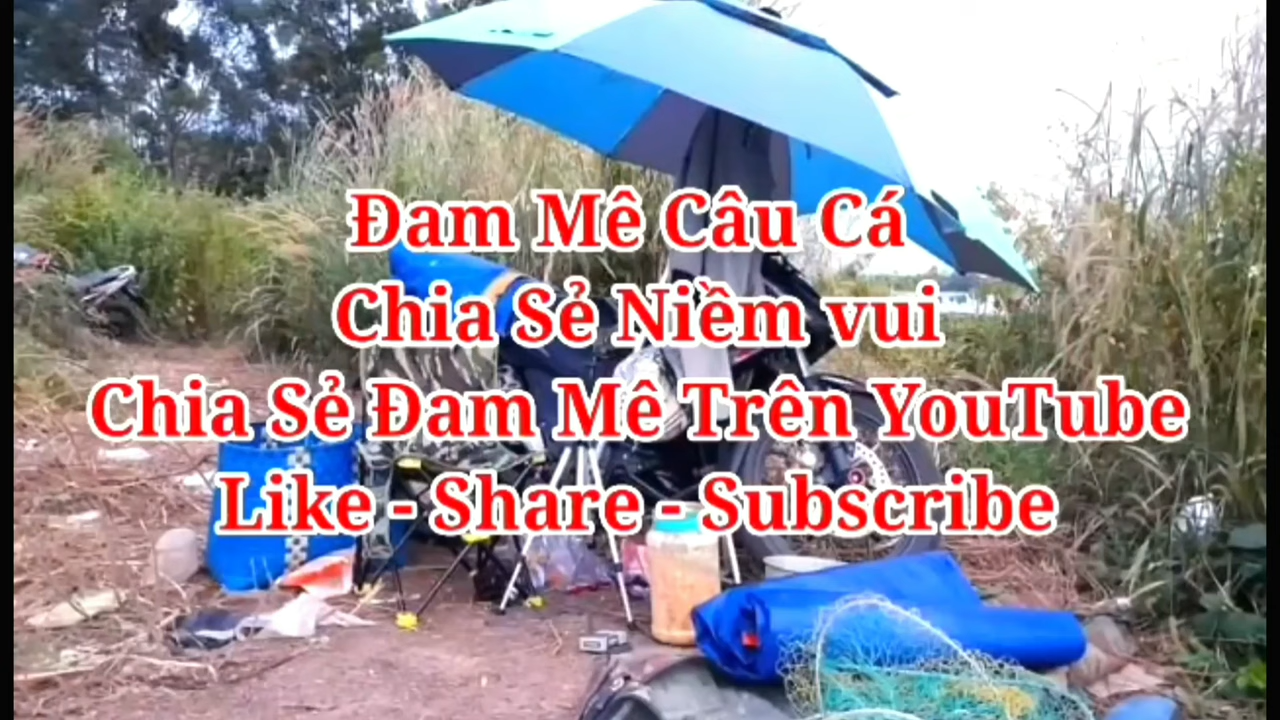 Đam Mê Câu Cá
Chia Sẻ Niềm vui
Chia Sẻ Đam Mê Trên YouTube
Like - Share - Subscribe